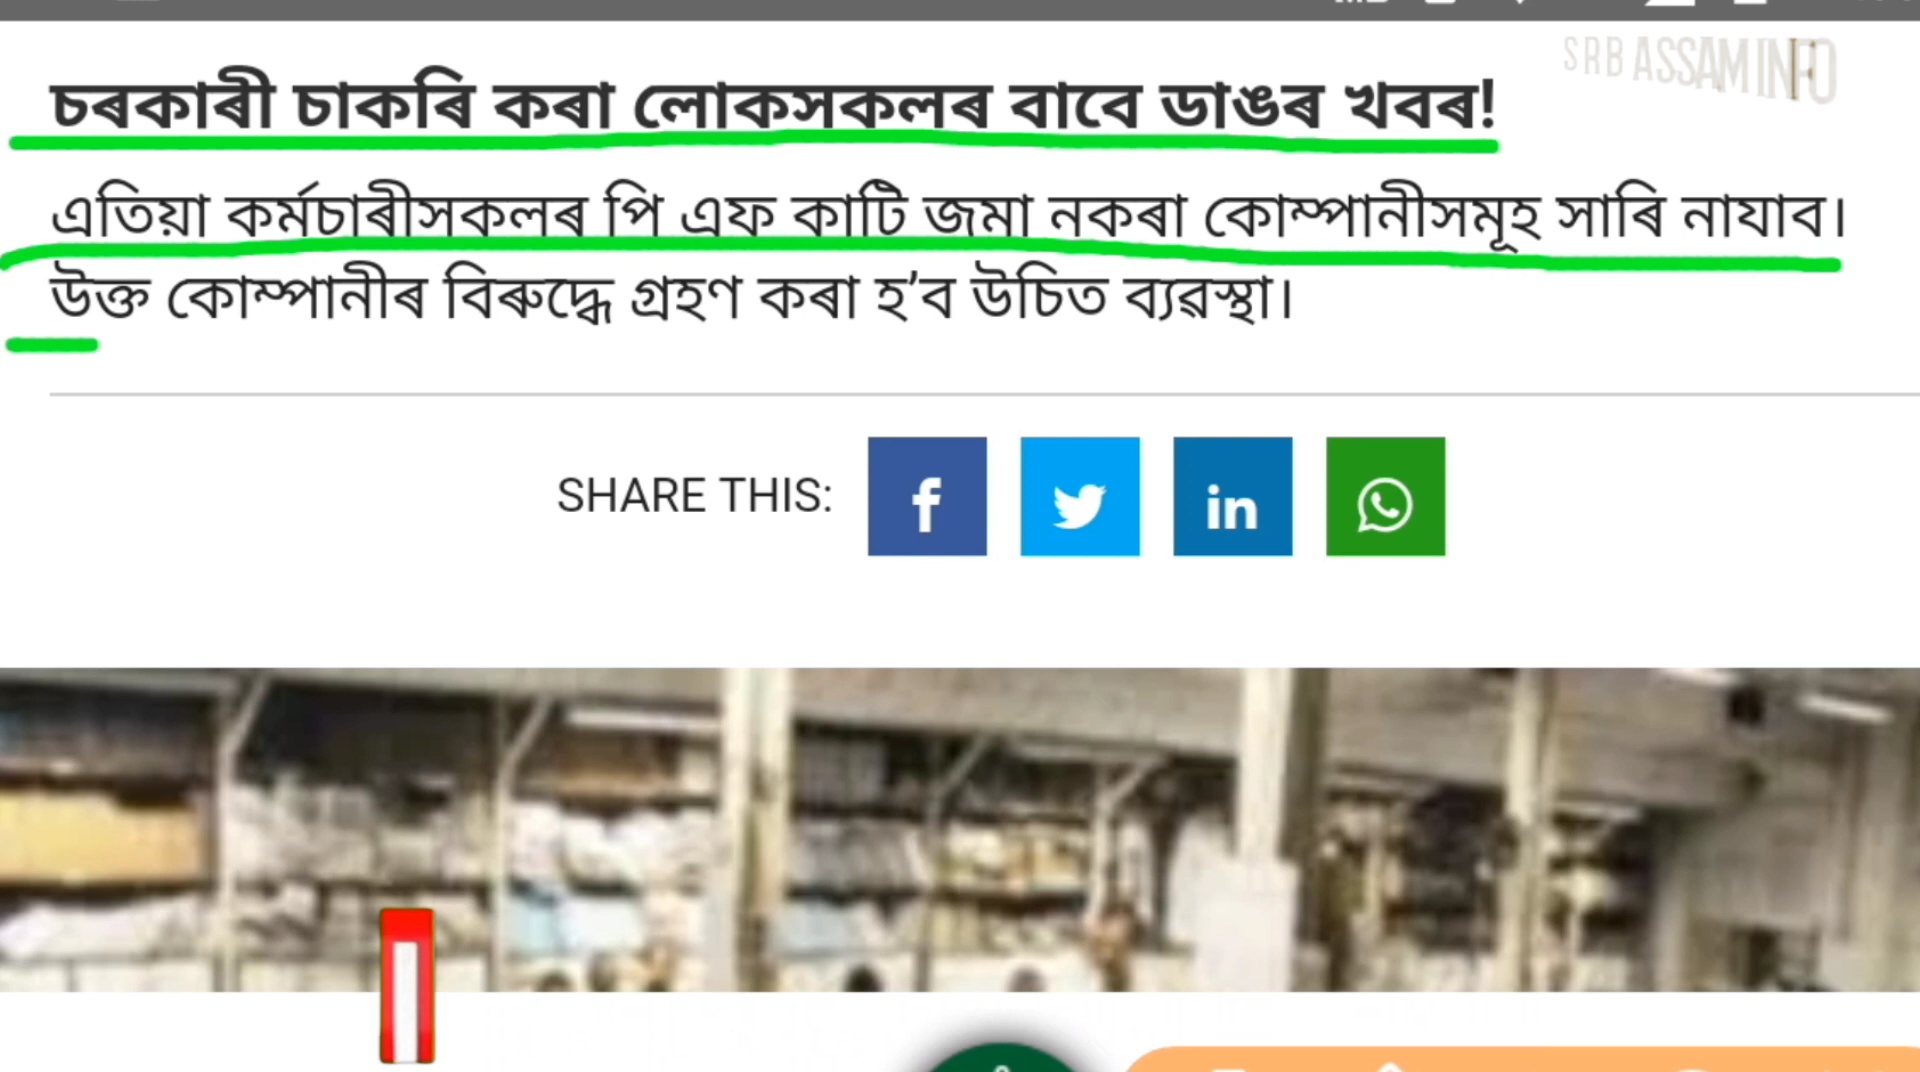 SRB ASSAM INFO
চৰকাৰী চাকৰি কৰা লোকসকলৰ বাবে ডাঙৰ খবৰ!
এতিয়া কৰ্মচাৰীসকলৰ পি এফ কাটি জমা নকৰা কোম্পানীসমূহ সাৰি নাযাব।
উক্ত কোম্পানীৰ বিৰুদ্ধে গ্ৰহণ কৰা হ’ব উচিত ব্যৱস্থা।
SHARE THIS: